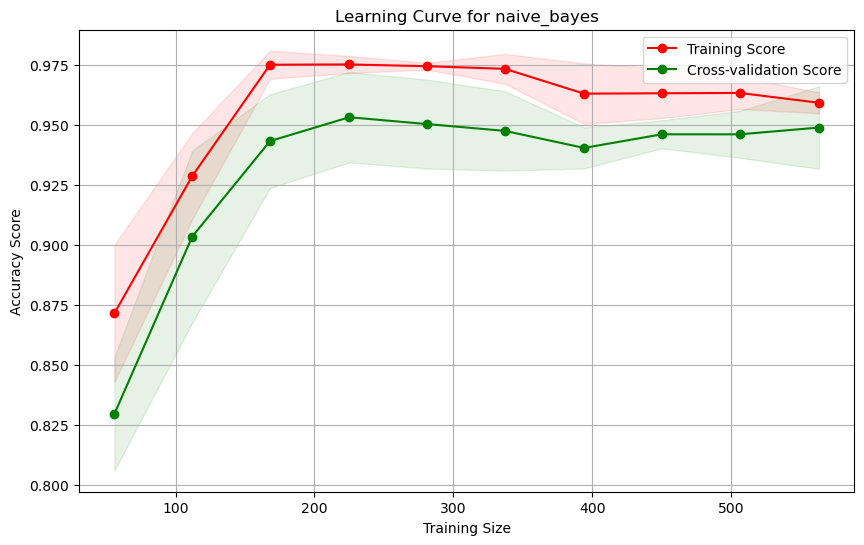 Learning Curve for naive_bayes
Training Score
Cross-validation Score
Accuracy Score
0.975
0.950
0.925
0.900
0.875
0.850
0.825
0.800
100 200 300 400 500
Training Size